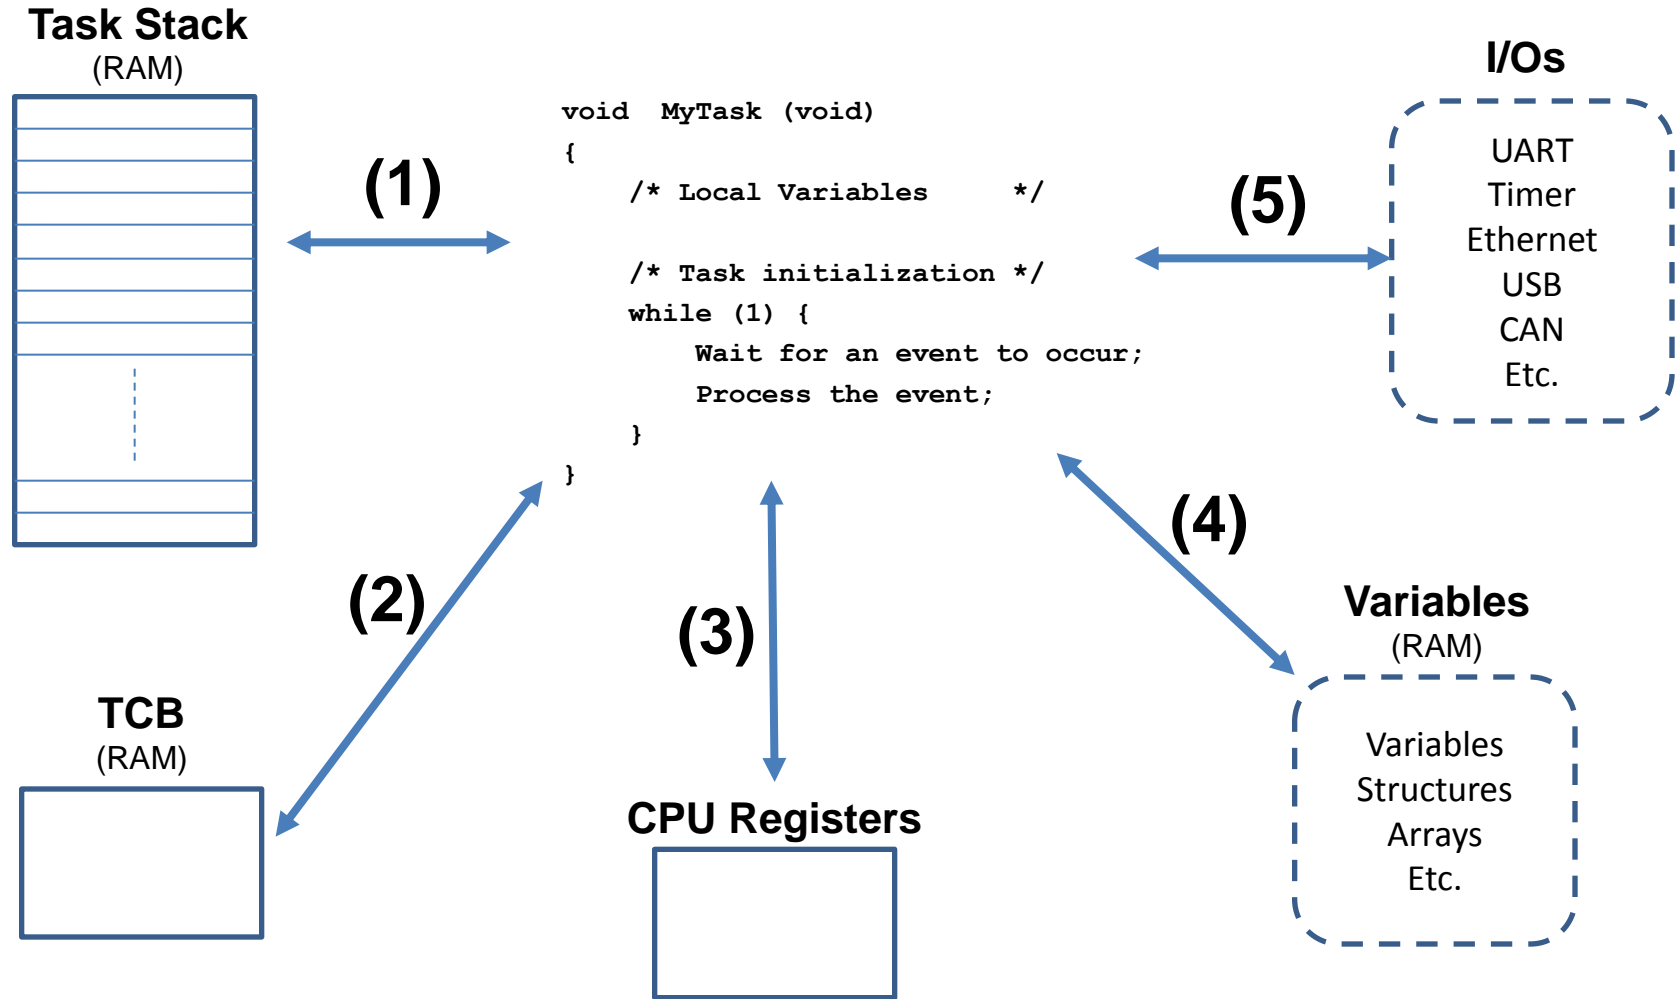 Task Stack
(RAM)
(1)
void  MyTask (void)
{
    /* Local Variables     */
    /* Task initialization */
    while (1) {
        Wait for an event to occur;
        Process the event;
    }
}
(5)
I/Os
UART
Timer
Ethernet
USB
CAN
Etc.
(2)
TCB
(RAM)
(3)
CPU Registers
(4)
Variables
(RAM)
Variables
Structures
Arrays
Etc.